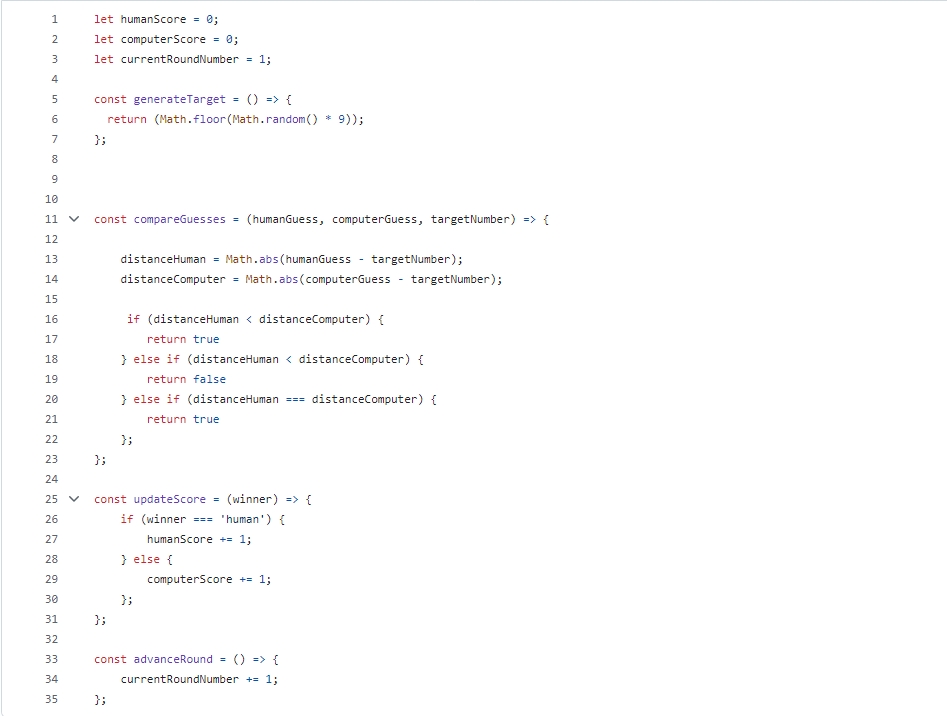 1 let humanScore = 0;
2 let computerScore = 0;
3 let currentRoundNumber = 1;
4
5 const generateTarget = () => {
6   return (Math.floor(Math.random() * 9));
7 };
8
9
10
11 const compareGuesses = (humanGuess, computerGuess, targetNumber) => {
12
13     distanceHuman = Math.abs(humanGuess - targetNumber);
14     distanceComputer = Math.abs(computerGuess - targetNumber);
15
16      if (distanceHuman < distanceComputer) {
17         return true
18     } else if (distanceHuman < distanceComputer) {
19         return false
20     } else if (distanceHuman === distanceComputer) {
21         return true
22     };
23 };
24
25 const updateScore = (winner) => {
26     if (winner === 'human') {
27         humanScore += 1;
28     } else {
29         computerScore += 1;
30     };
31 };
32
33 const advanceRound = () => {
34     currentRoundNumber += 1;
35 };